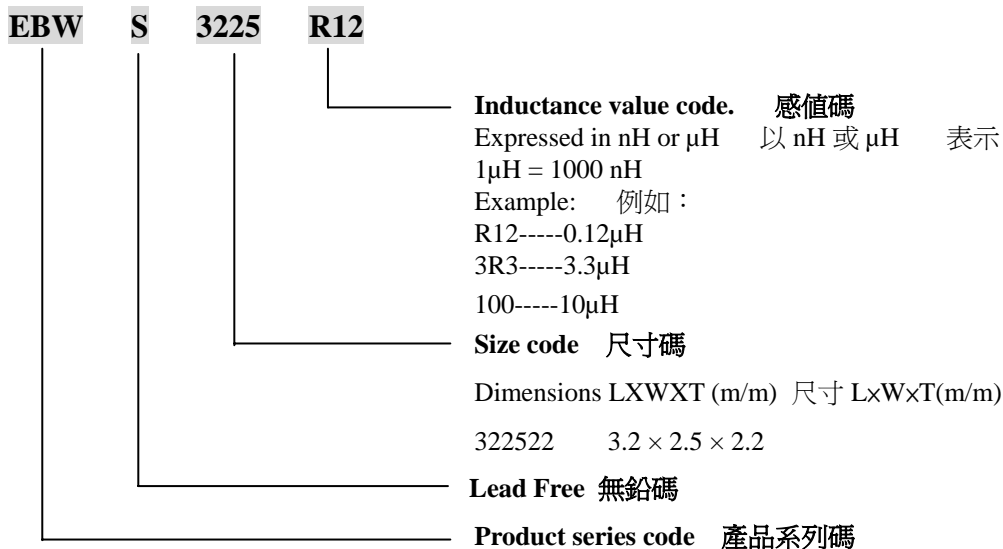 EBW S 3225 R12
Inductance value code. 感值碼
Expressed in nH or μH 以 nH 或 μH 表示
1μH = 1000 nH
Example: 例如：
R12-----0.12μH
3R3-----3.3μH
100-----10μH
Size code 尺寸碼
Dimensions LXWXT (m/m) 尺寸 L×W×T(m/m)
322522 3.2 × 2.5 × 2.2
Lead Free 無鉛碼
Product series code 產品系列碼